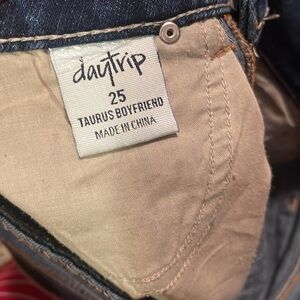 daytrip
25
TAURUS BOYFRIEND
MADE IN CHINA